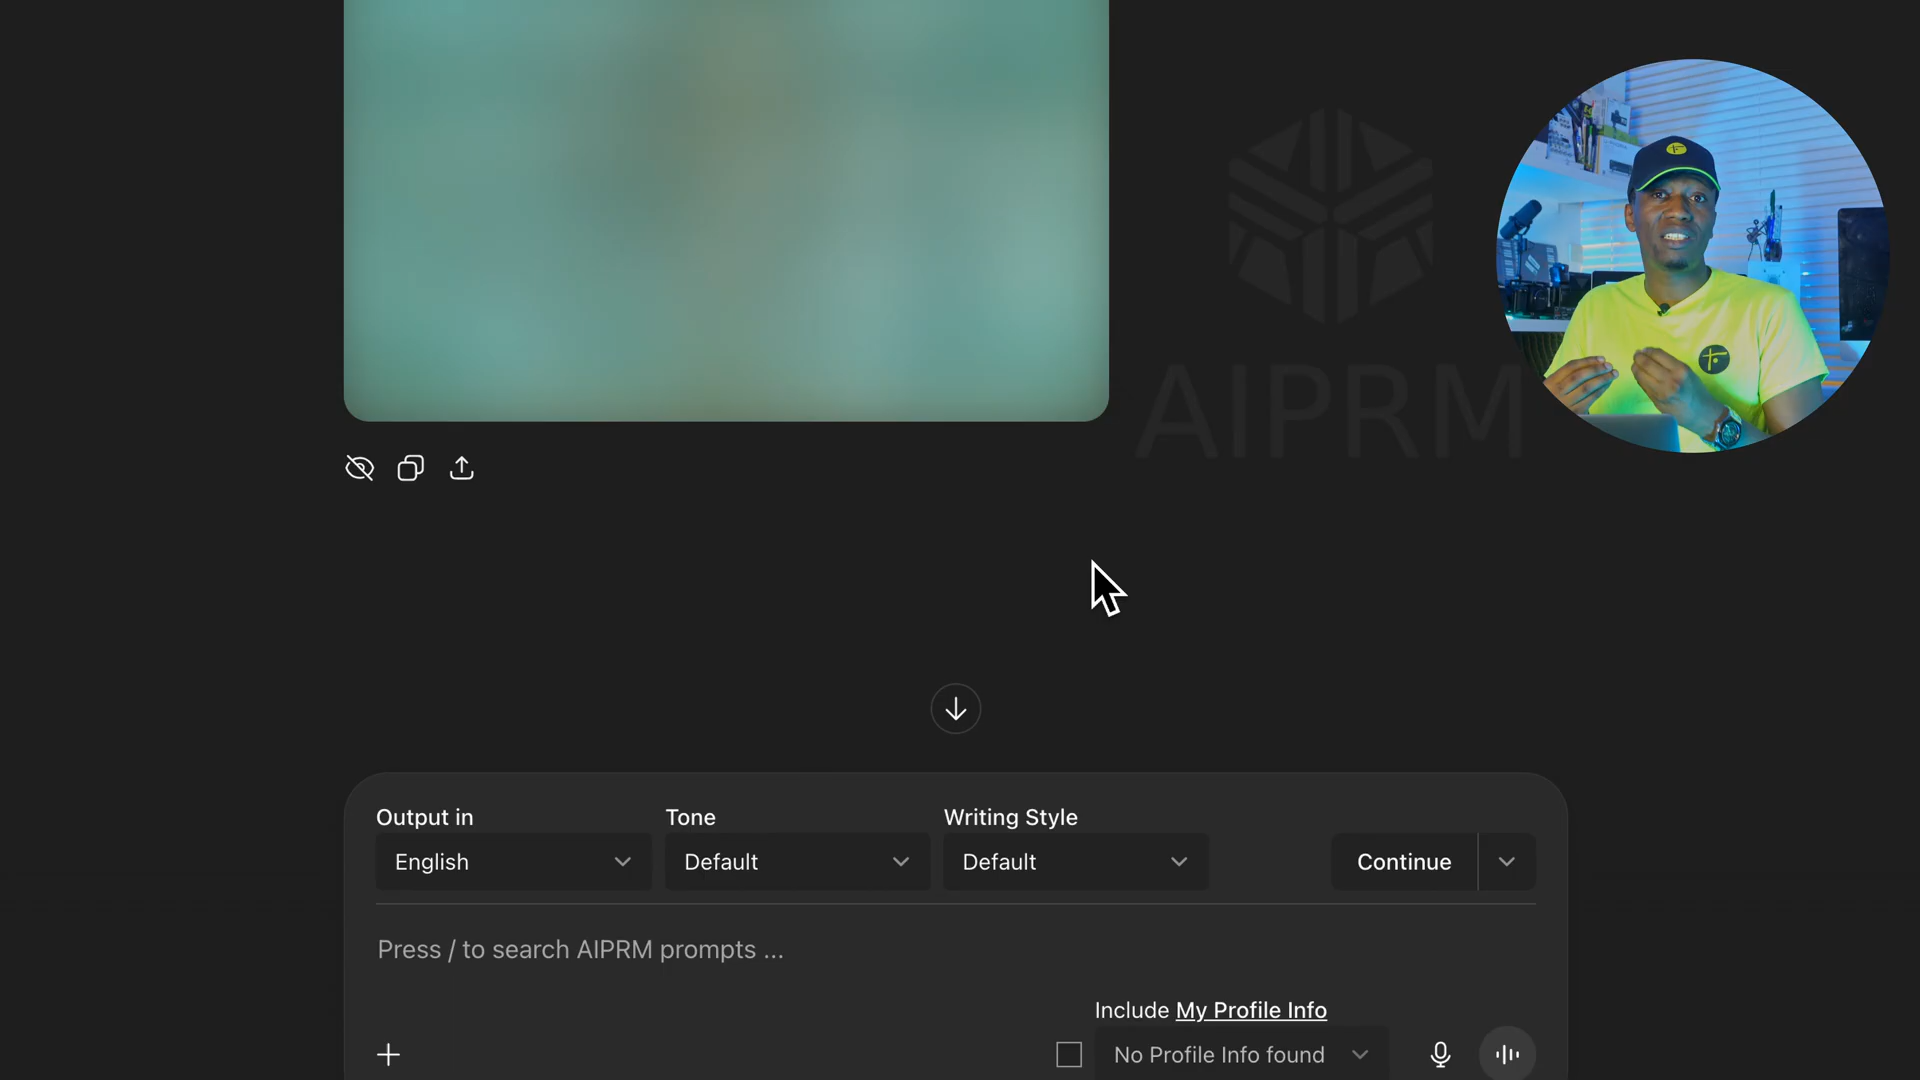 AIPRM
Output in
Tone
Writing Style
English
Default
Default
Continue
Press / to search AIPRM prompts ...
Include My Profile Info
No Profile Info found